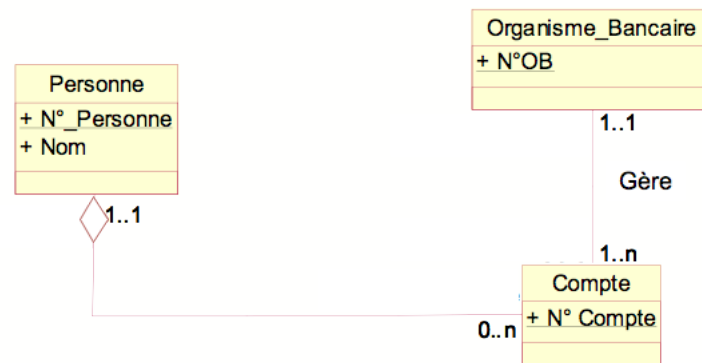 Organisme_Bancaire
+ N°OB
Personne
+ N°_Personne
+ Nom
1..1
1..1
Gère
1..n
Compte
0..n
+ N° Compte